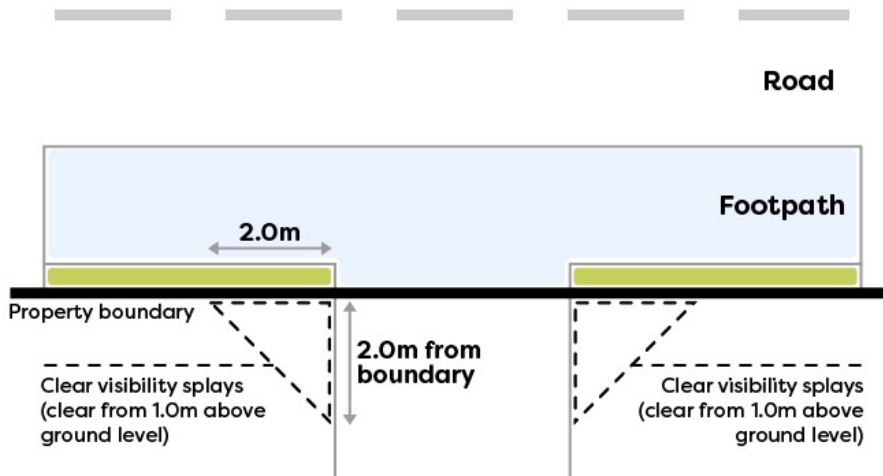 Road
Footpath
2.0m
Property boundary
2.0m from
boundary
Clear visibility splays
(clear from 1.0m above
ground level)
Clear visibility splays
(clear from 1.0m above
ground level)